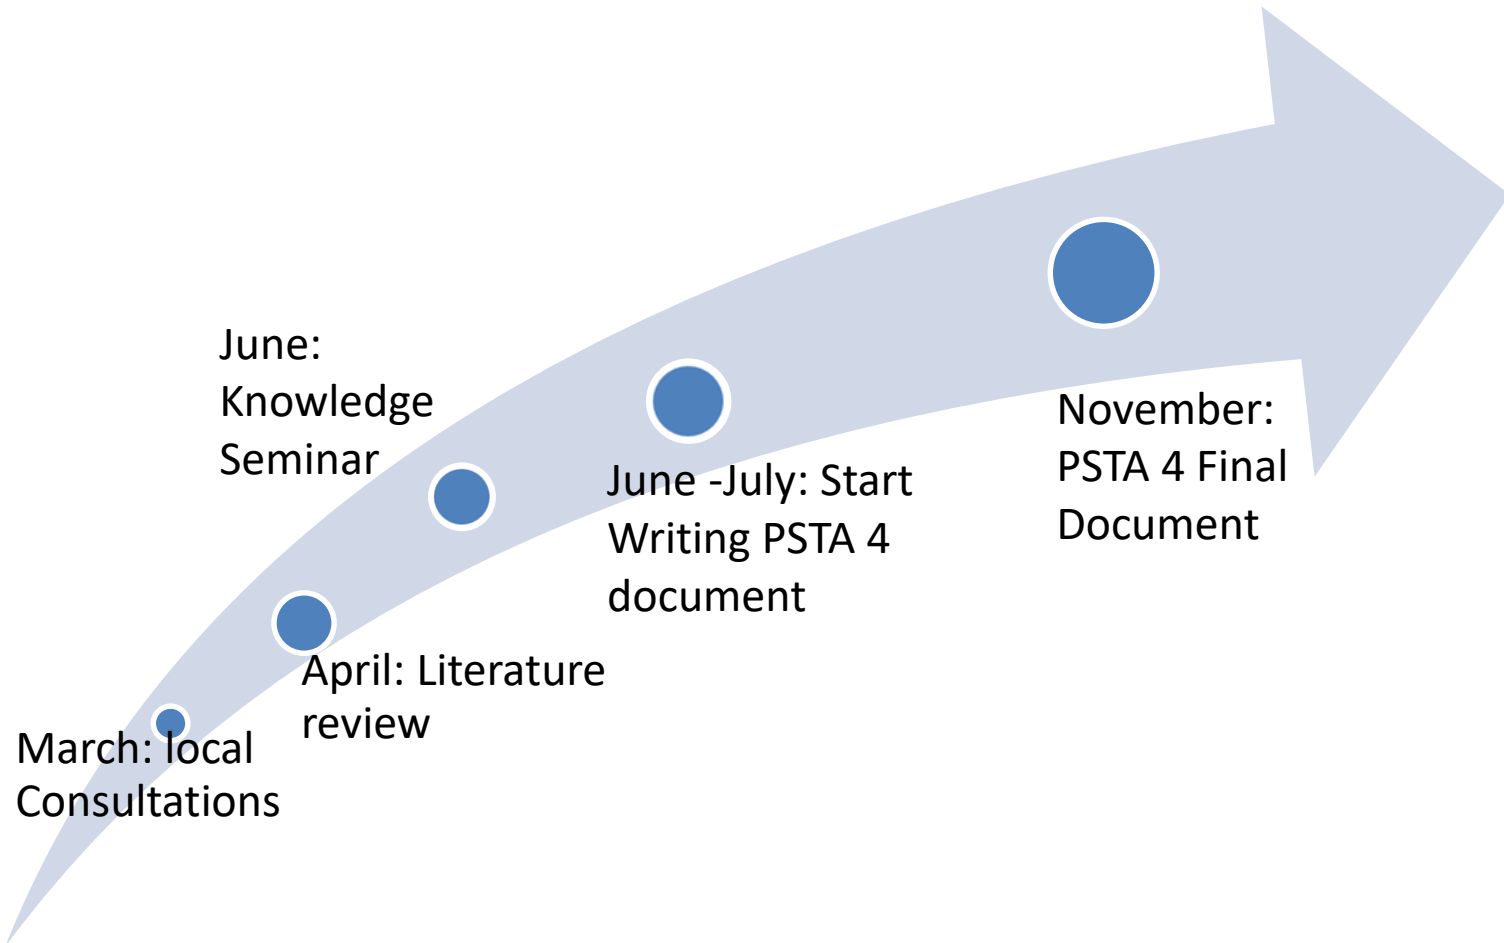 March: local
Consultations
April: Literature
review
June:
Knowledge
Seminar
June -July: Start
Writing PSTA 4
document
November:
PSTA 4 Final
Document